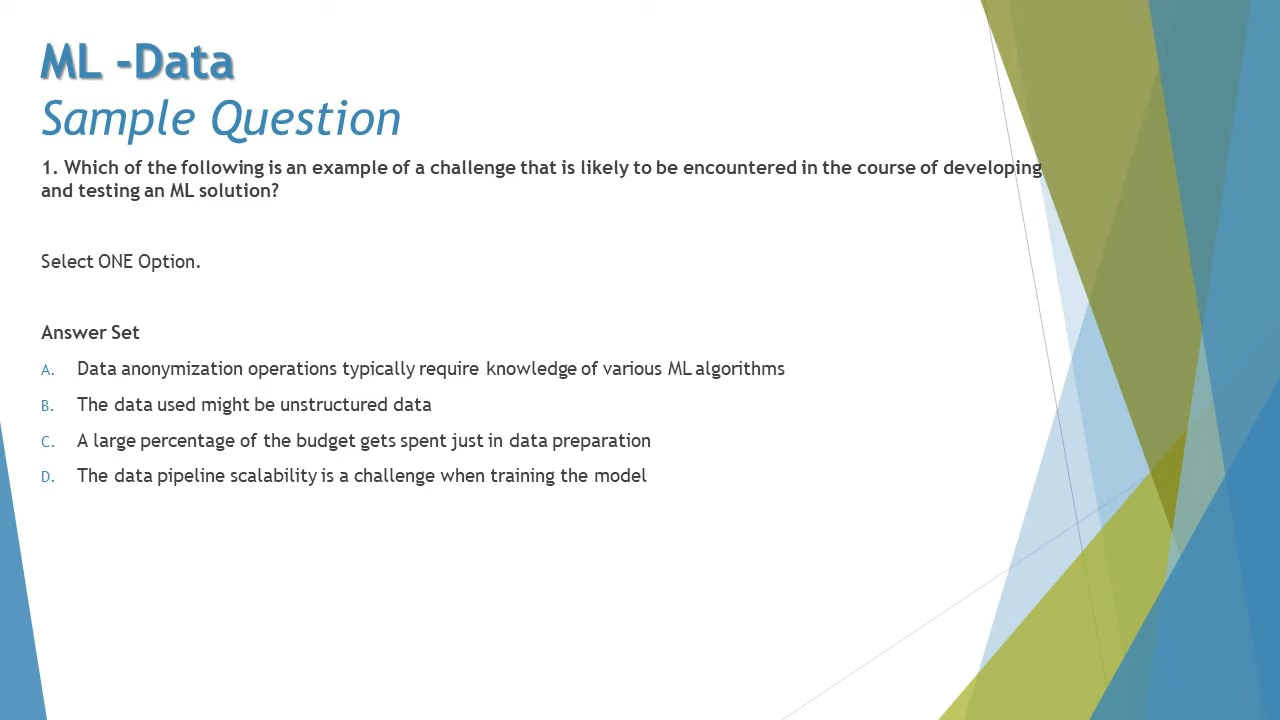 ML -Data
Sample Question
1. Which of the following is an example of a challenge that is likely to be encountered in the course of developing
and testing an ML solution?
Select ONE Option.
Answer Set
A. Data anonymization operations typically require knowledge of various ML algorithms
B. The data used might be unstructured data
C. A large percentage of the budget gets spent just in data preparation
D. The data pipeline scalability is a challenge when training the model